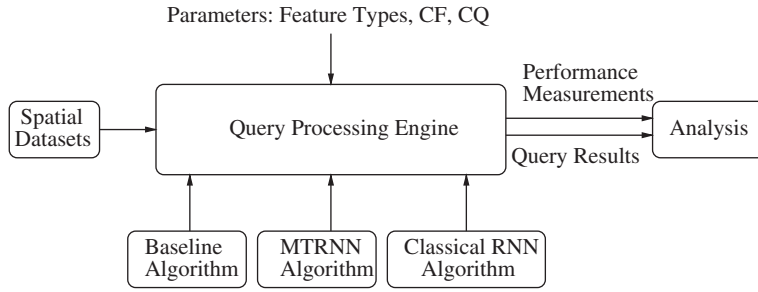 Parameters: Feature Types, CF, CQ
Performance
Measurements
Spatial
Datasets
Query Processing Engine
Analysis
Query Results
Baseline
Algorithm
MTRNN
Algorithm
Classical RNN
Algorithm